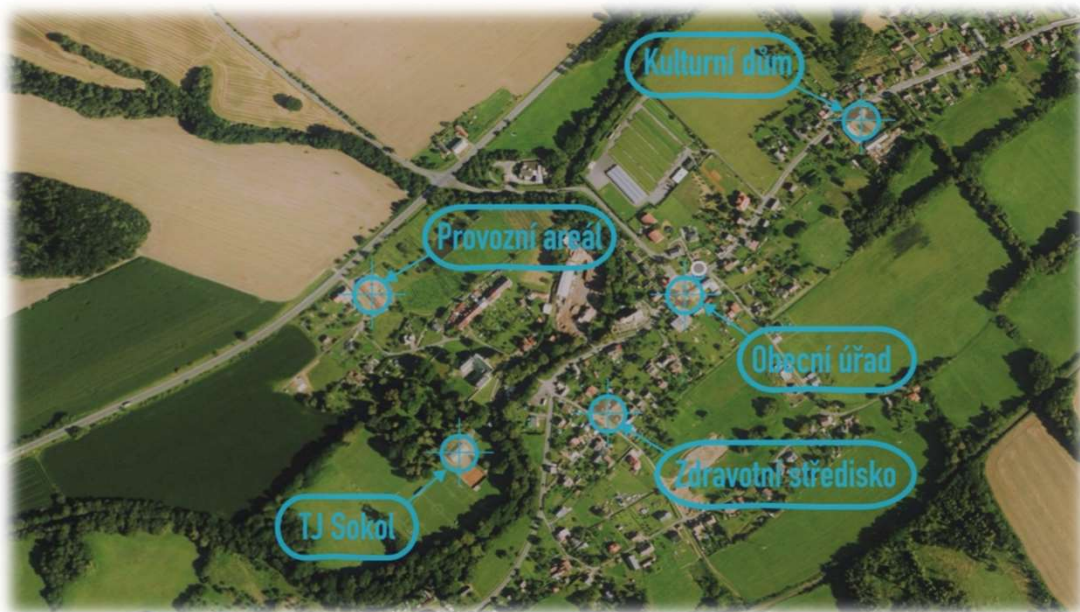 Kulturní dům
Provozní areál
Obecní úřad
Zdravotní středisko
TJ Sokol